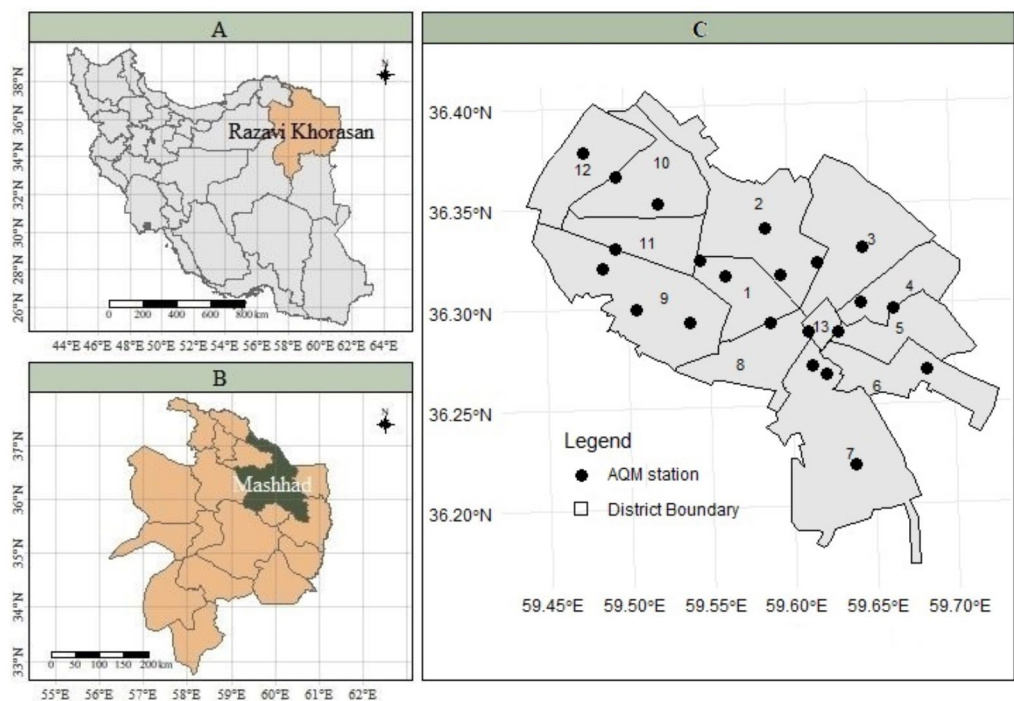 A
38°N
36°N
34°N
32°N
30°N
28°N
26°N
N
Razavi Khorasan
0 200 400 600 800 km
44°E 46°E 48°E 50°E 52°E 54°E 56°E 58°E 60°E 62°E 64°E
B
37°N
36°N
35°N
34°N
33°N
N
Mashhad
0 50 100 150 200 km
55°E 56°E 57°E 58°E 59°E 60°E 61°E 62°E
C
36.40°N
36.35°N
36.30°N
36.25°N
36.20°N
12
10
2
3
11
4
9
1
13
5
8
6
7
Legend
AQM station
District Boundary
59.45°E 59.50°E 59.55°E 59.60°E 59.65°E 59.70°E